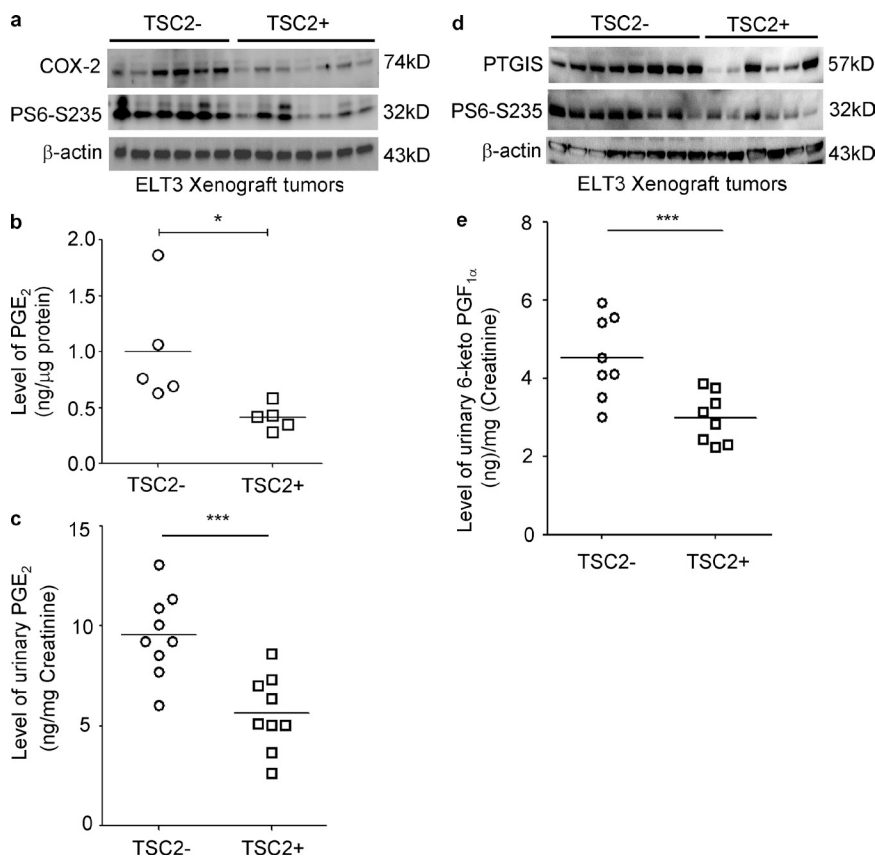 a
TSC2- TSC2+
COX-2 74kD
PS6-S235 32kD
β-actin 43kD
ELT3 Xenograft tumors
d
TSC2- TSC2+
PTGIS 57kD
PS6-S235 32kD
β-actin 43kD
ELT3 Xenograft tumors
b
*
Level of PGE₂
(ng/μg protein)
2.0
1.5
1.0
0.5
0.0
TSC2- TSC2+
c
***
Level of urinary PGE₂
(ng/mg Creatinine)
15
10
5
0
TSC2- TSC2+
e
***
Level of urinary 6-keto PGF₁α
(ng)/mg (Creatinine)
8
6
4
2
0
TSC2- TSC2+